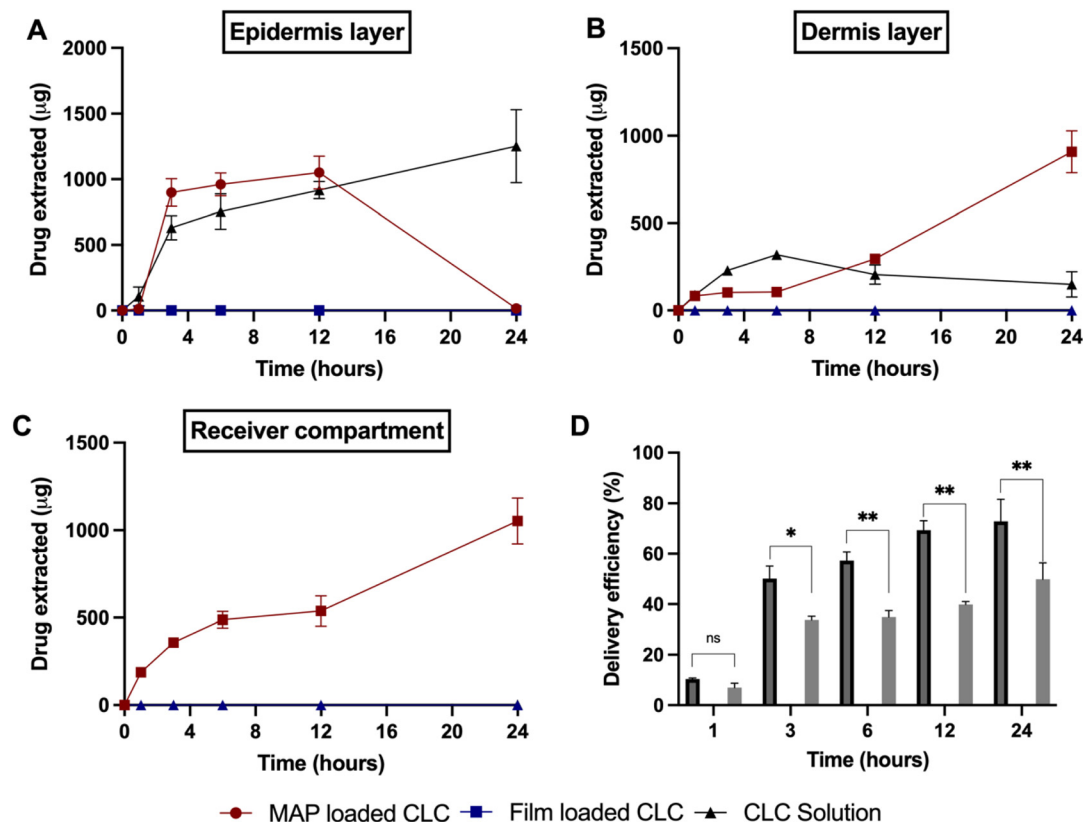 A
Epidermis layer
Drug extracted (μg)
2000
1500
1000
500
0
0 4 8 12 16 20 24
Time (hours)
B
Dermis layer
Drug extracted (μg)
1500
1000
500
0
0 4 8 12 16 20 24
Time (hours)
C
Receiver compartment
Drug extracted (μg)
1500
1000
500
0
0 4 8 12 16 20 24
Time (hours)
D
Delivery efficiency (%)
100
80
60
40
20
0
ns
*
**
**
**
1 3 6 12 24
Time (hours)
MAP loaded CLC Film loaded CLC CLC Solution